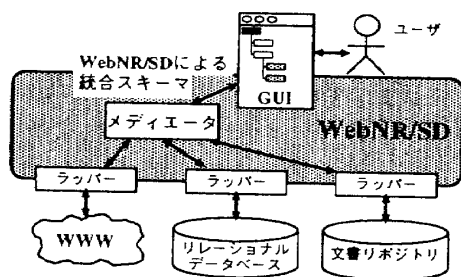 ユーザ
WebNR/SDによる
統合スキーマ
GUI
メディエータ
WebNR/SD
ラッパー
ラッパー
ラッパー
WWW
リレーショナル
データベース
文書リポジトリ